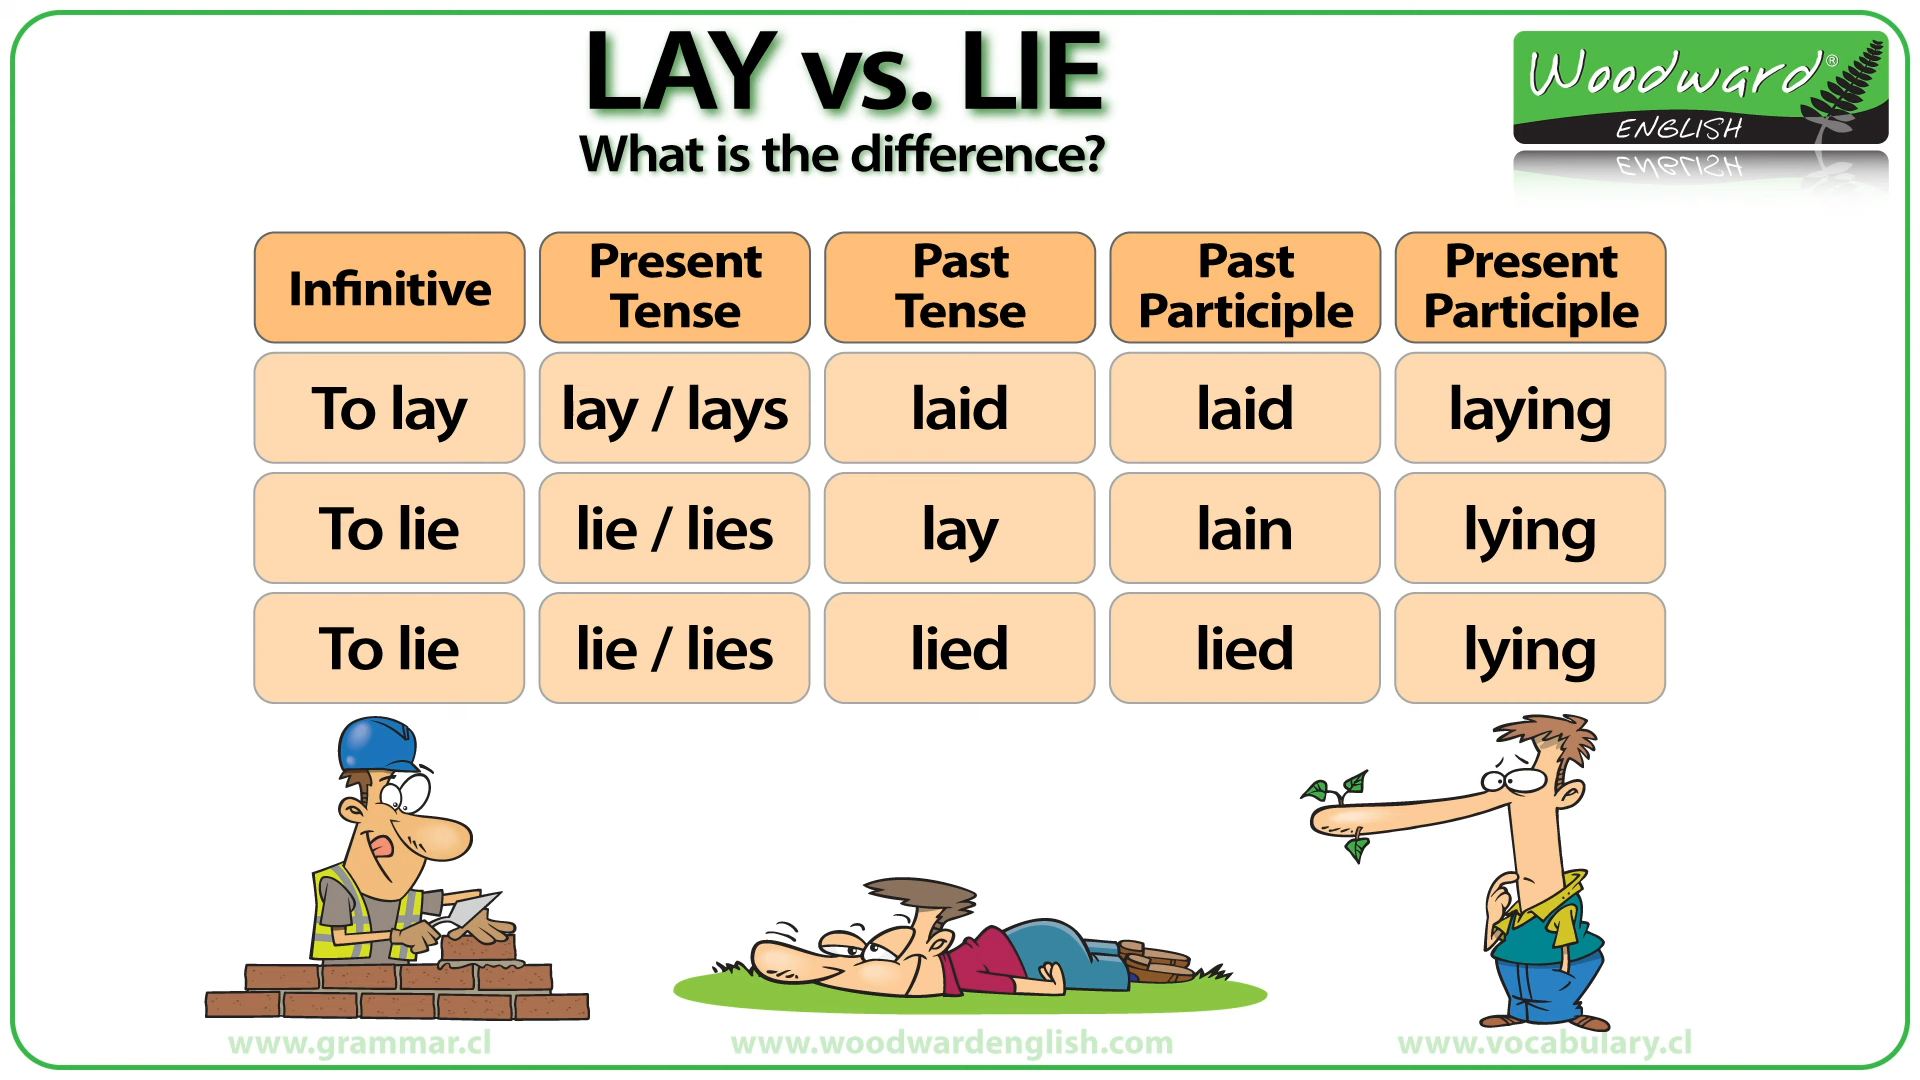 LAY vs. LIE
What is the difference?
Woodward®
ENGLISH
Infinitive
Present
Tense
Past
Tense
Past
Participle
Present
Participle
To lay
lay / lays
laid
laid
laying
To lie
lie / lies
lay
lain
lying
To lie
lie / lies
lied
lied
lying
www.grammar.cl
www.woodwardenglish.com
www.vocabulary.cl